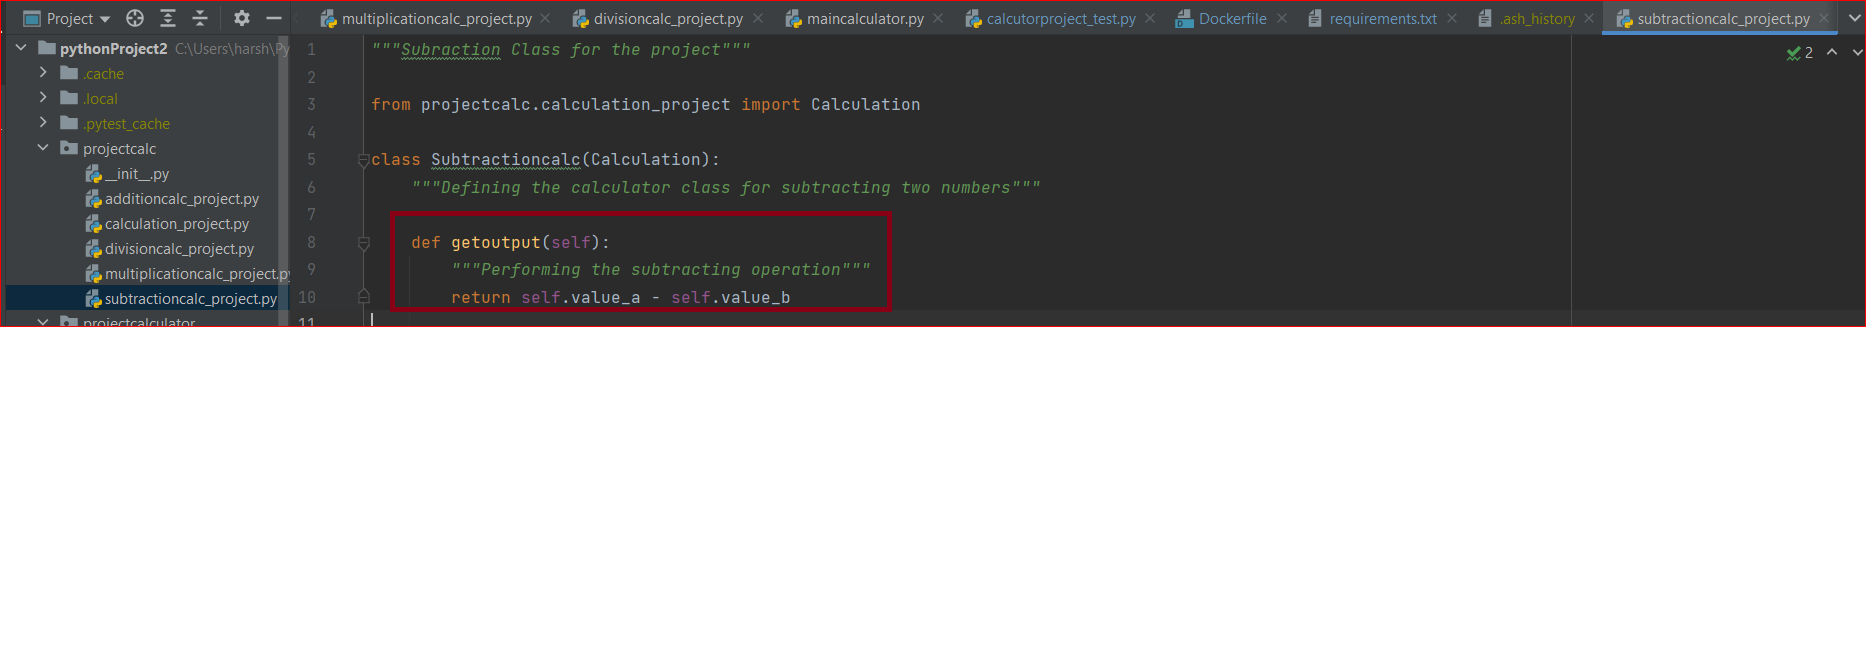 Project
multiplicationcalc_project.py divisioncalc_project.py maincalculator.py calcutorproject_test.py Dockerfile requirements.txt .ash_history subtractioncalc_project.py
pythonProject2 C:\Users\harsh\Py
.cache
.local
.pytest_cache
projectcalc
__init__.py
additioncalc_project.py
calculation_project.py
divisioncalc_project.py
multiplicationcalc_project.py
subtractioncalc_project.py
projectcalculator
2
1 """Subraction Class for the project"""
2
3 from projectcalc.calculation_project import Calculation
4
5 class Subtractioncalc(Calculation):
6 """Defining the calculator class for subtracting two numbers"""
7
8 def getoutput(self):
9 """Performing the subtracting operation"""
10 return self.value_a - self.value_b
11